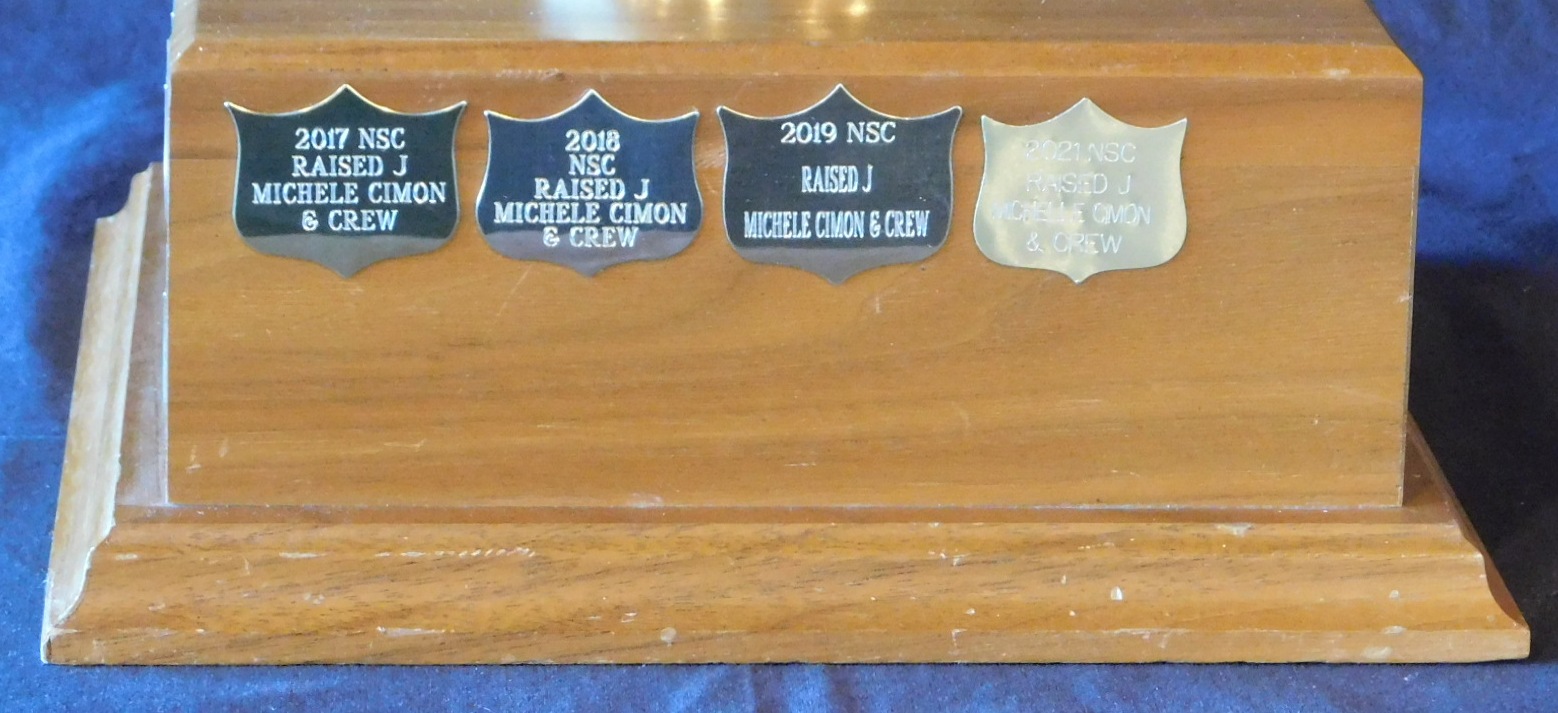 2017 NSC
RAISED J
MICHELE CIMON
& CREW
2018
NSC
RAISED J
MICHELE CIMON
& CREW
2019 NSC
RAISED J
MICHELE CIMON & CREW
2021 NSC
RAISED J
MICHELLE CIMON
& CREW